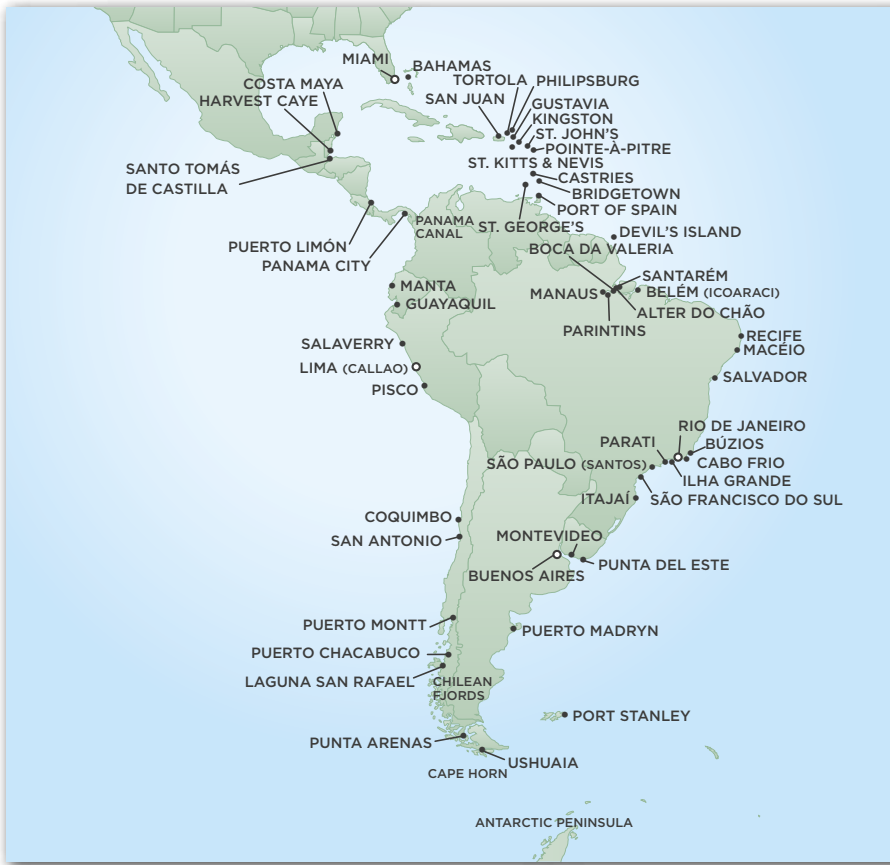 MIAMI
BAHAMAS
COSTA MAYA
TORTOLA
PHILIPSBURG
HARVEST CAYE
SAN JUAN
GUSTAVIA
KINGSTON
ST. JOHN'S
POINTE-À-PITRE
ST. KITTS & NEVIS
SANTO TOMÁS
DE CASTILLA
CASTRIES
BRIDGETOWN
PORT OF SPAIN
PANAMA
CANAL
ST. GEORGE'S
DEVIL'S ISLAND
PUERTO LIMÓN
BOCA DA VALERIA
PANAMA CITY
SANTARÉM
MANTA
MANAUS
BELÉM (ICOARACI)
GUAYAQUIL
ALTER DO CHÃO
PARINTINS
RECIFE
SALAVERRY
MACÉIO
LIMA (CALLAO)
SALVADOR
PISCO
RIO DE JANEIRO
PARATI
BÚZIOS
SÃO PAULO (SANTOS)
CABO FRIO
ILHA GRANDE
ITAJAÍ
SÃO FRANCISCO DO SUL
COQUIMBO
MONTEVIDEO
SAN ANTONIO
PUNTA DEL ESTE
BUENOS AIRES
PUERTO MONTT
PUERTO MADRYN
PUERTO CHACABUCO
LAGUNA SAN RAFAEL
CHILEAN
FJORDS
PORT STANLEY
PUNTA ARENAS
USHUAIA
CAPE HORN
ANTARCTIC PENINSULA